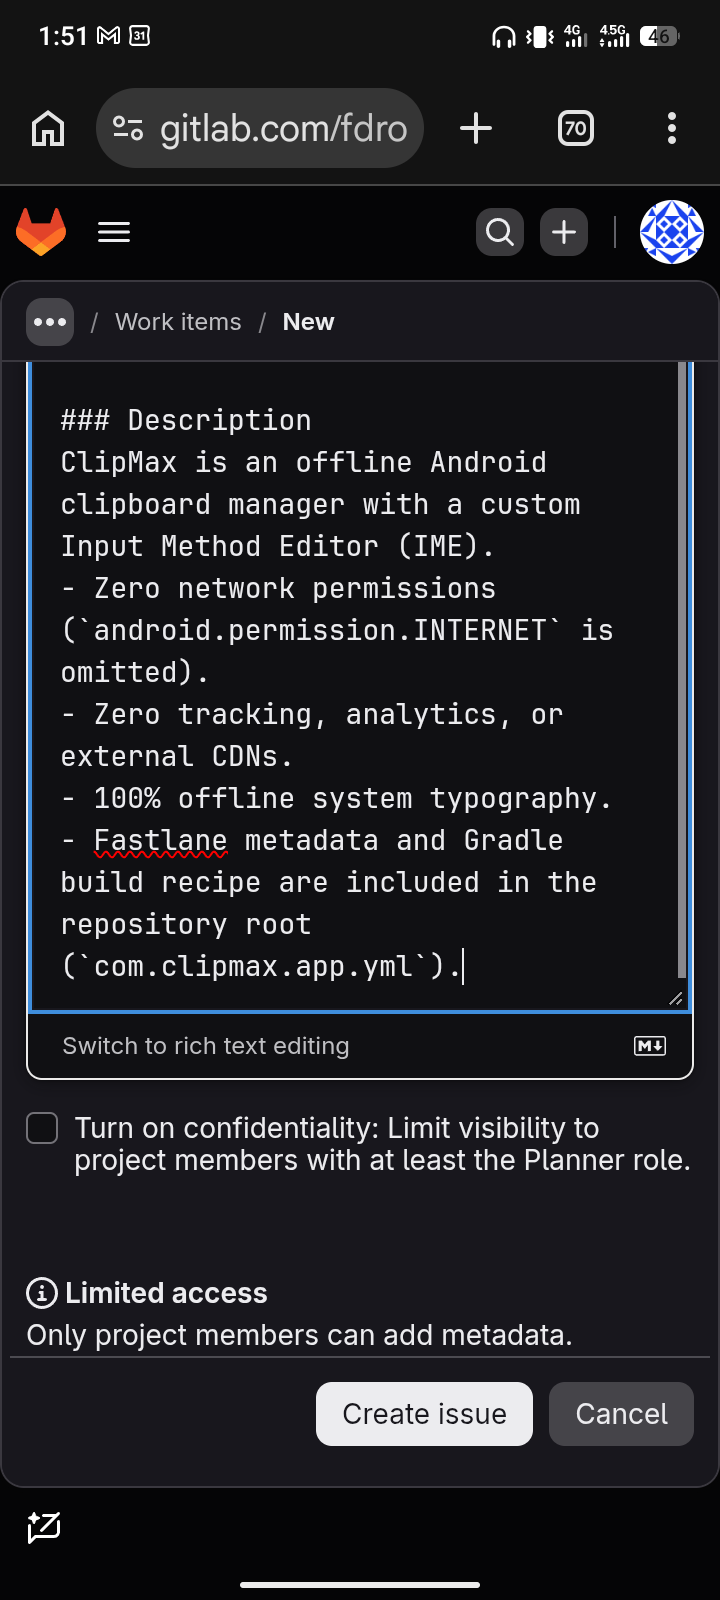 1:51
31
4G
4.5G
46
gitlab.com/fdro
70
/ Work items / New
### Description
ClipMax is an offline Android
clipboard manager with a custom
Input Method Editor (IME).
- Zero network permissions
(`android.permission.INTERNET` is
omitted).
- Zero tracking, analytics, or
external CDNs.
- 100% offline system typography.
- Fastlane metadata and Gradle
build recipe are included in the
repository root
(`com.clipmax.app.yml`).
Switch to rich text editing
M
Turn on confidentiality: Limit visibility to
project members with at least the Planner role.
Limited access
Only project members can add metadata.
Create issue
Cancel